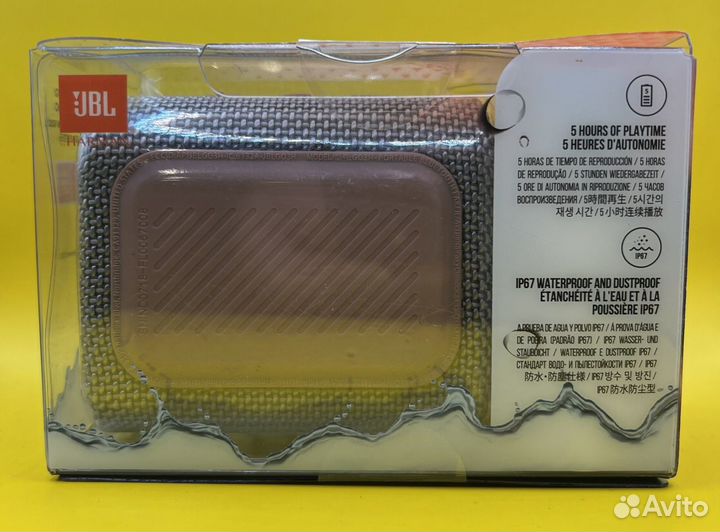 JBL
HARMAN
5
5 HOURS OF PLAYTIME
5 HEURES D'AUTONOMIE
5 HORAS DE TIEMPO DE REPRODUCCIÓN / 5 HORAS
DE REPRODUÇÃO / 5 STUNDEN WIEDERGABEZEIT /
5 ORE DI AUTONOMIA IN RIPRODUZIONE / 5 ЧАСОВ
ВОСПРОИЗВЕДЕНИЯ / 5時間再生 / 5시간의
재생 시간 / 5 小时连续播放
IP67
IP67 WATERPROOF AND DUSTPROOF
ÉTANCHÉITÉ À L'EAU ET À LA
POUSSIÈRE IP67
A PRUEBA DE AGUA Y POLVO IP67 / À PROVA D'ÁGUA E
DE POEIRA (PADRÃO IP67) / IP67 WASSER- UND
STAUBDICHT / WATERPROOF E DUSTPROOF IP67 /
СТАНДАРТ ВОДО- И ПЫЛЕСТОЙКОСТИ IP67 / IP67
防水・防塵仕様 / IP67 방수 및 방진 /
IP67 防水防尘型
Avito